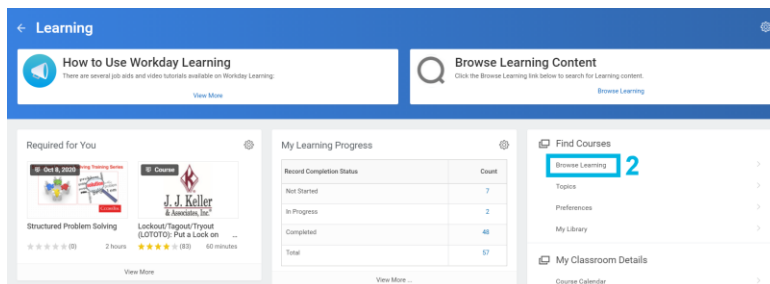 ← Learning
How to Use Workday Learning
There are several job aids and video tutorials available on Workday Learning:
View More
Browse Learning Content
Click the Browse Learning link below to search for Learning content.
Browse Learning
Required for You
Oct 8, 2020
ving Training Series
Structured Problem Solving
(0) 2 hours
Course
J. J. Keller
& Associates, Inc.®
Lockout/Tagout/Tryout
(LOTOTO): Put a Lock on ...
(83) 60 minutes
View More
My Learning Progress
Record Completion Status Count
Not Started 7
In Progress 2
Completed 48
Total 57
View More ...
Find Courses
Browse Learning 2
Topics
Preferences
My Library
My Classroom Details
Course Calendar